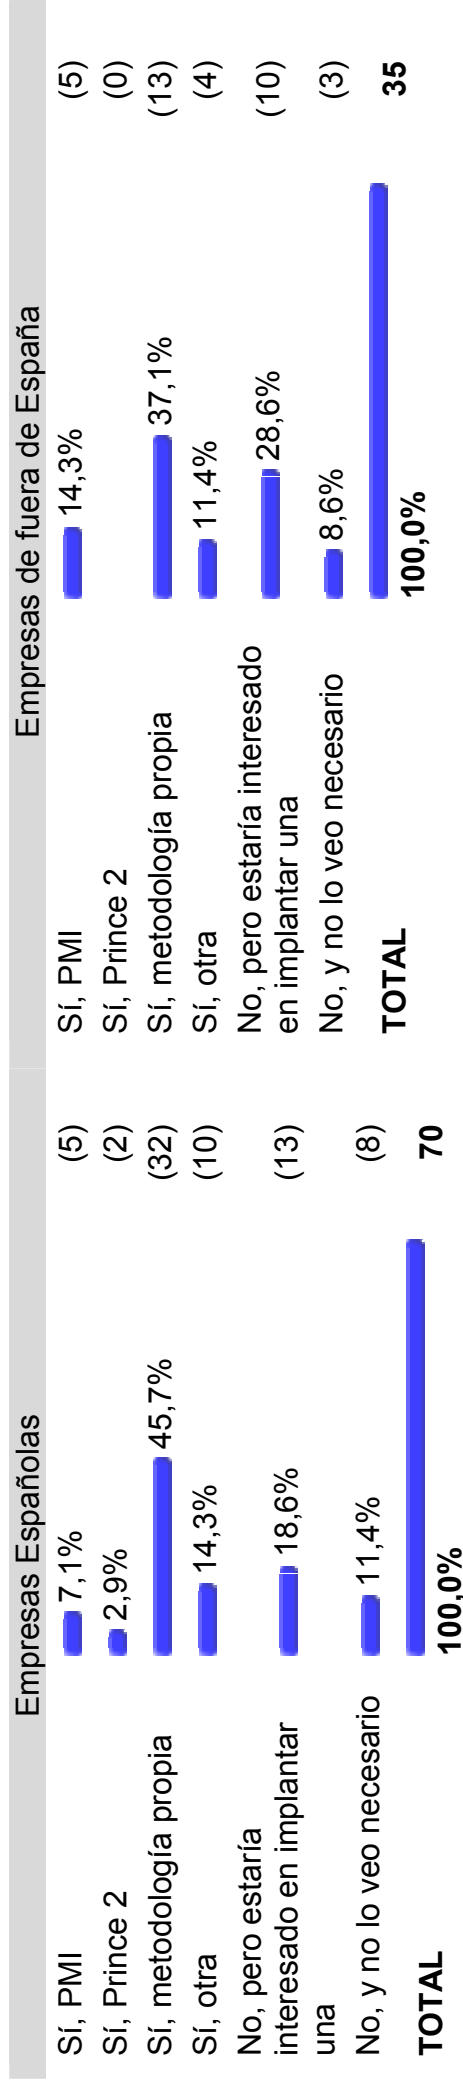 Empresas Españolas
Sí, PMI 7,1% (5)
Sí, Prince 2 2,9% (2)
Sí, metodología propia 45,7% (32)
Sí, otra 14,3% (10)
No, pero estaría
interesado en implantar 18,6% (13)
una
No, y no lo veo necesario 11,4% (8)
TOTAL 70
100,0%
Empresas de fuera de España
Sí, PMI 14,3% (5)
Sí, Prince 2 (0)
Sí, metodología propia 37,1% (13)
Sí, otra 11,4% (4)
No, pero estaría interesado
en implantar una 28,6% (10)
No, y no lo veo necesario 8,6% (3)
TOTAL 35
100,0%